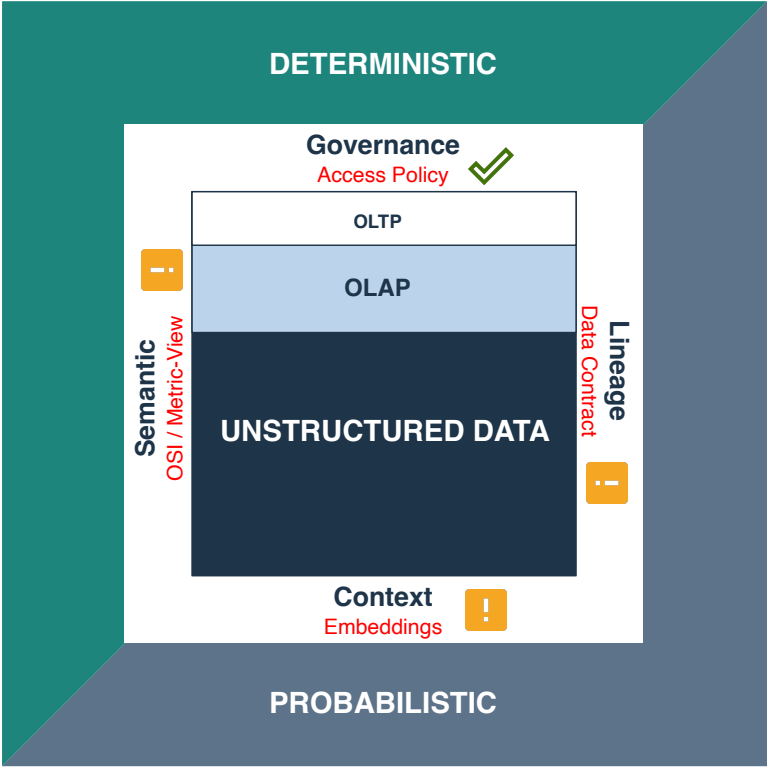 DETERMINISTIC
Governance
Access Policy
OLTP
OLAP
UNSTRUCTURED DATA
Semantic
OSI / Metric-View
Lineage
Data Contract
Context
Embeddings
PROBABILISTIC